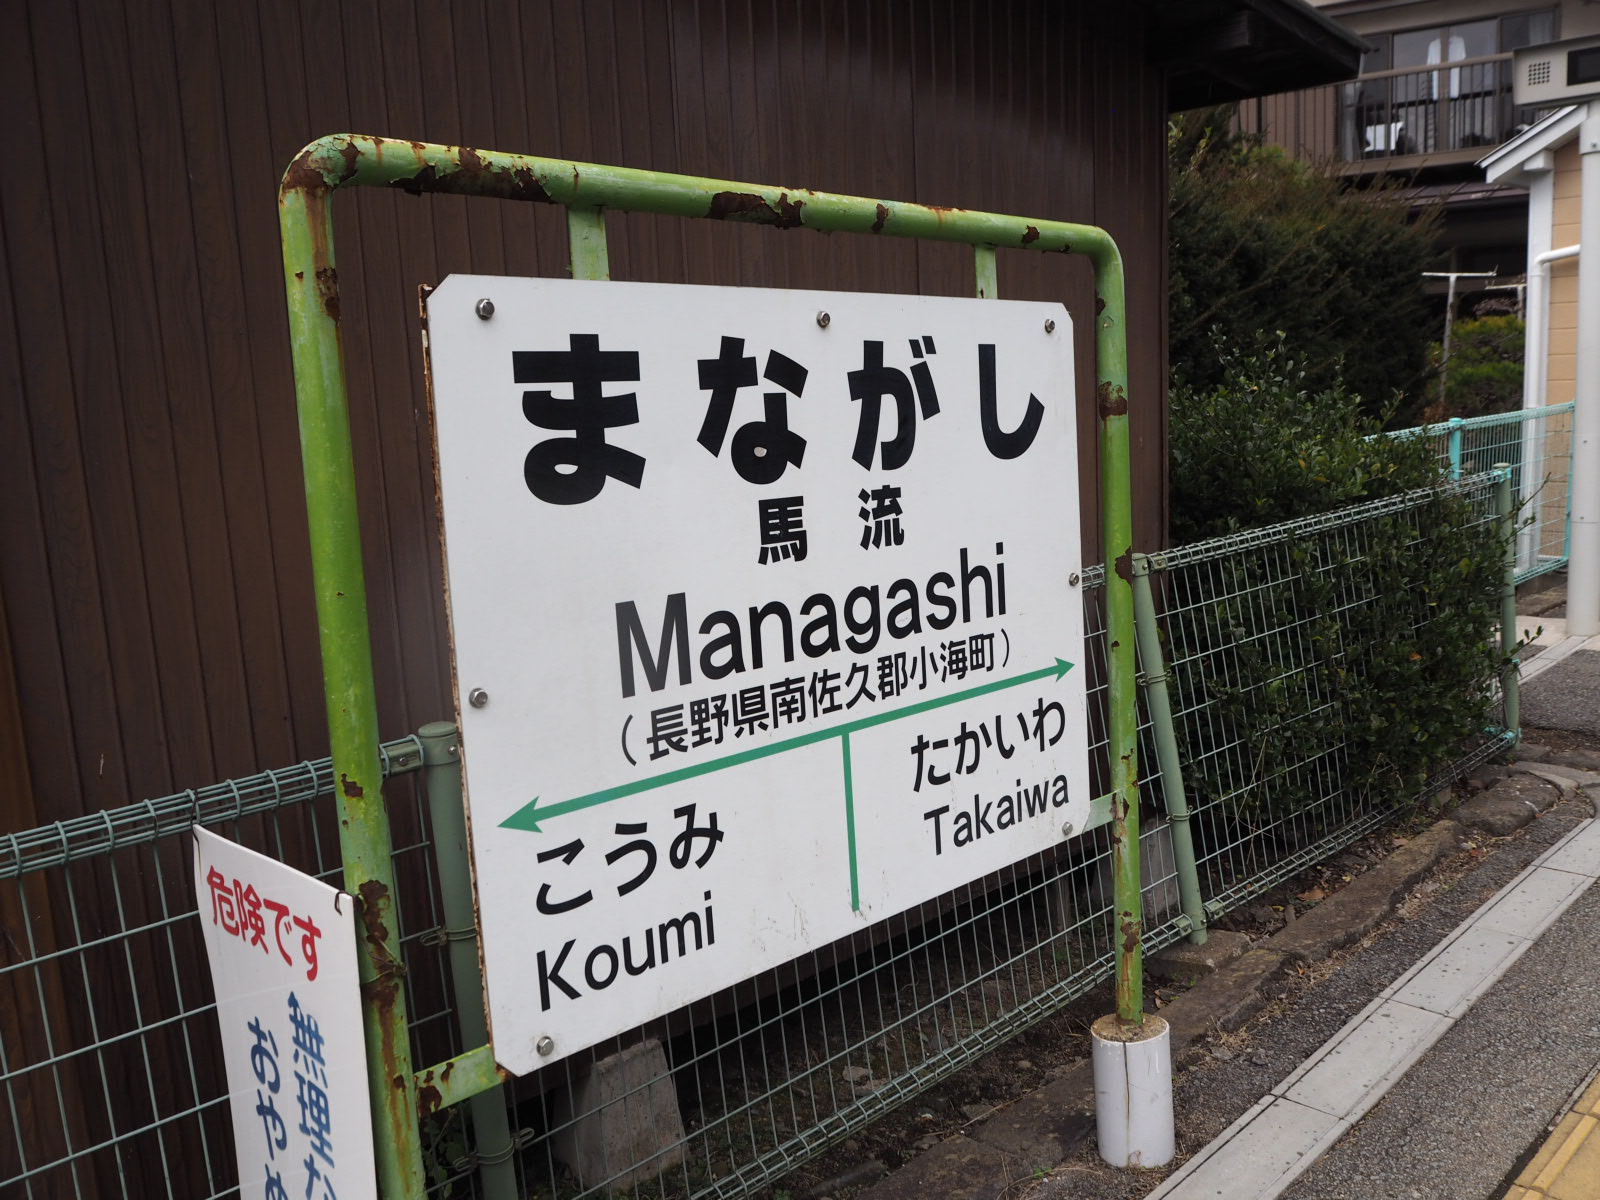 まながし
馬流
Managashi
(長野県南佐久郡小海町)
こうみ
Koumi
たかいわ
Takaiwa
危険です
無理な
おやめ